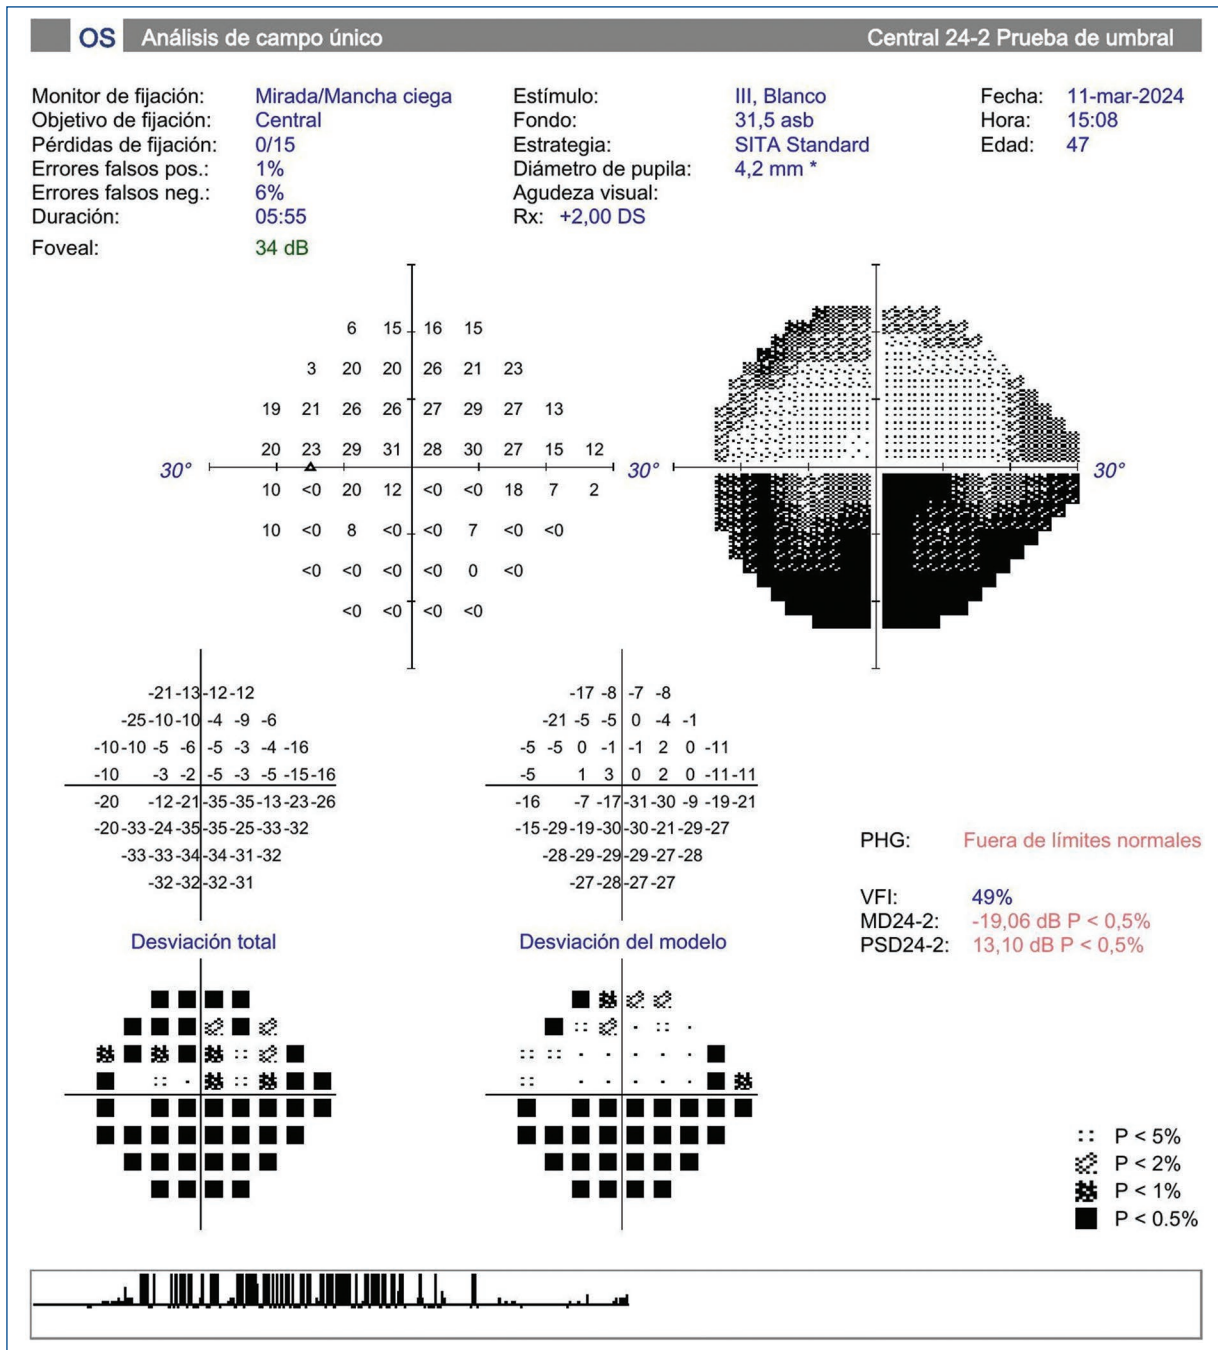 OS Análisis de campo único Central 24-2 Prueba de umbral
Monitor de fijación: Mirada/Mancha ciega Estímulo: III, Blanco Fecha: 11-mar-2024
Objetivo de fijación: Central Fondo: 31,5 asb Hora: 15:08
Pérdidas de fijación: 0/15 Estrategia: SITA Standard Edad: 47
Errores falsos pos.: 1% Diámetro de pupila: 4,2 mm *
Errores falsos neg.: 6% Agudeza visual:
Duración: 05:55 Rx: +2,00 DS
Foveal: 34 dB
6 15 16 15
3 20 20 26 21 23
19 21 26 26 27 29 27 13
20 23 29 31 28 30 27 15 12
30° 30° 30°
10 <0 20 12 <0 <0 18 7 2
10 <0 8 <0 <0 7 <0 <0
<0 <0 <0 <0 0 <0
<0 <0 <0 <0
-21 -13 -12 -12 -17 -8 -7 -8
-25 -10 -10 -4 -9 -6 -21 -5 -5 0 -4 -1
-10 -10 -5 -6 -5 -3 -4 -16 -5 -5 0 -1 -1 2 0 -11
-10 -3 -2 -5 -3 -5 -15 -16 -5 1 3 0 2 0 -11 -11
-20 -12 -21 -35 -35 -13 -23 -26 -16 -7 -17 -31 -30 -9 -19 -21
-20 -33 -24 -35 -35 -25 -33 -32 -15 -29 -19 -30 -30 -21 -29 -27
-33 -33 -34 -34 -31 -32 -28 -29 -29 -29 -27 -28
-32 -32 -32 -31 -27 -28 -27 -27
PHG: Fuera de límites normales
VFI: 49%
MD24-2: -19,06 dB P < 0,5%
PSD24-2: 13,10 dB P < 0,5%
Desviación total Desviación del modelo
P < 5%
P < 2%
P < 1%
P < 0.5%